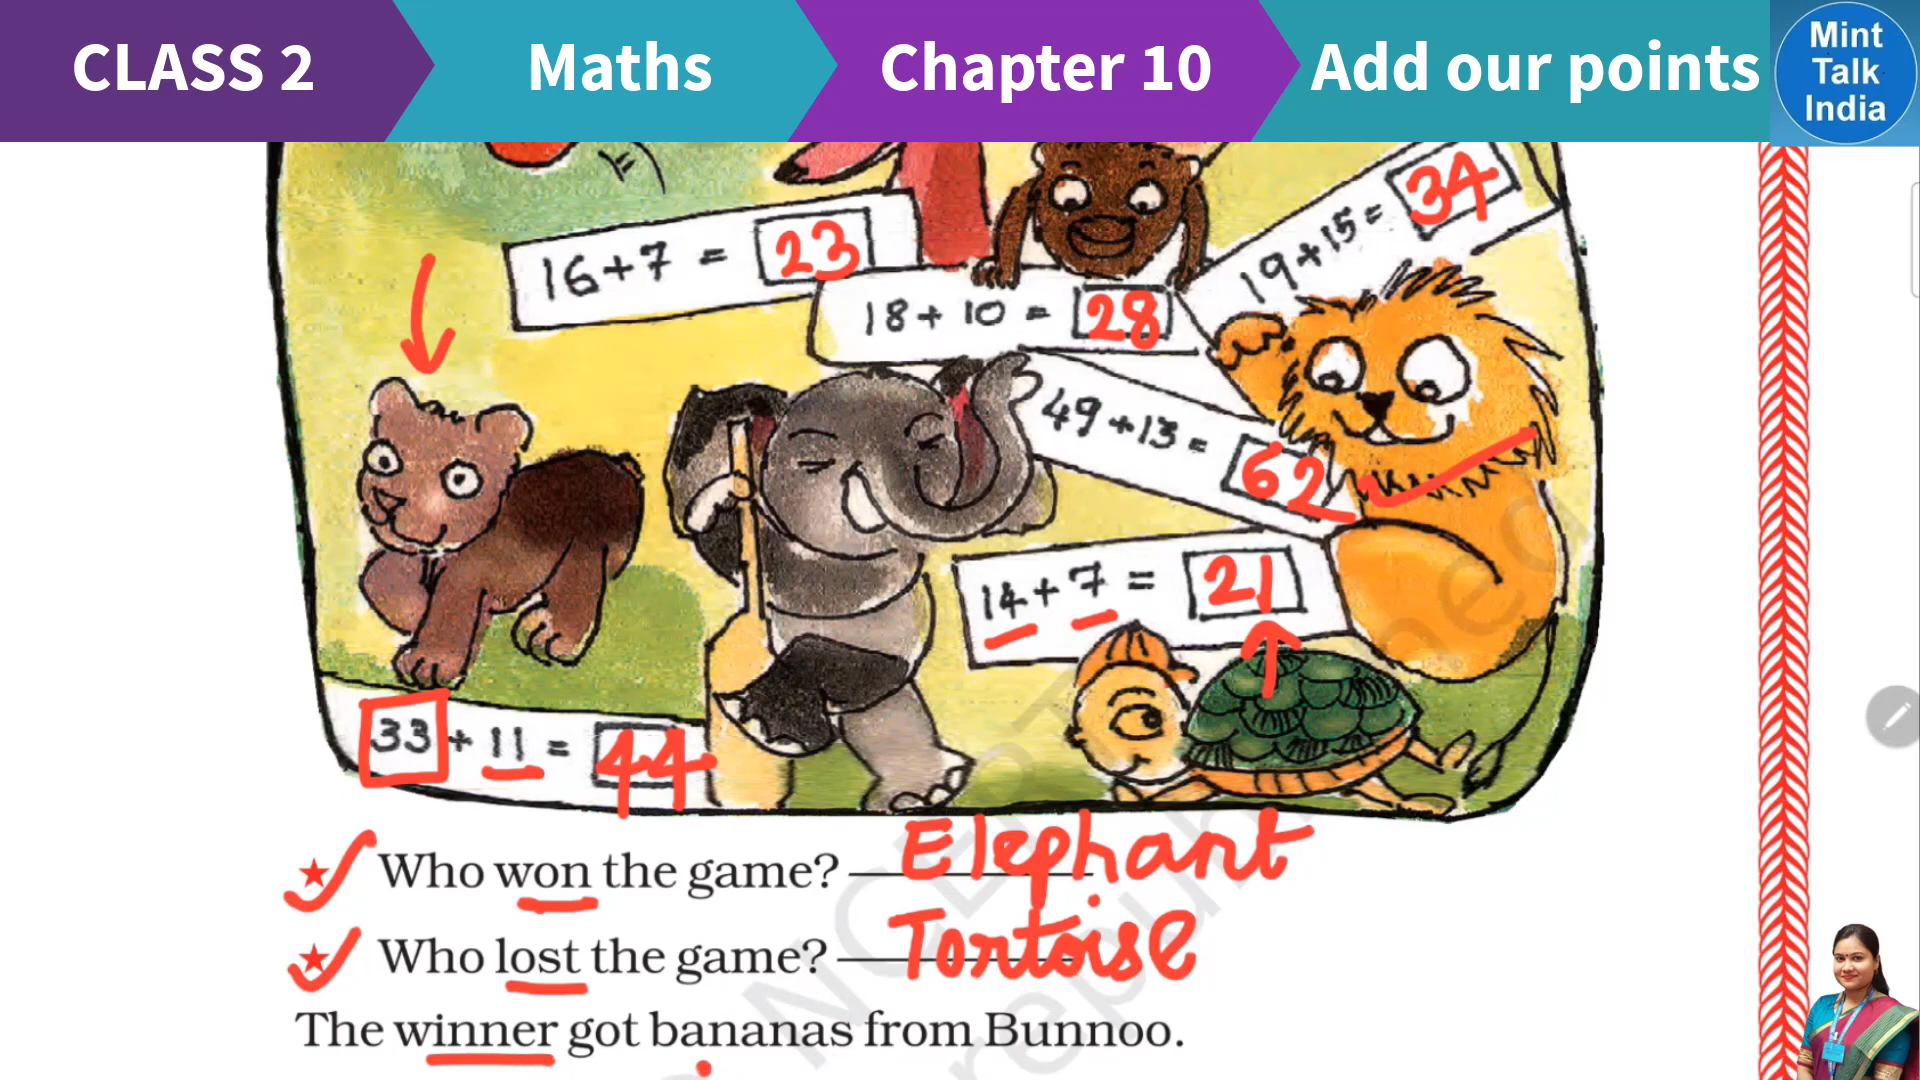 CLASS 2 Maths Chapter 10 Add our points
Mint
Talk
India
19+15= 34
16+7 = 23
18+10 = 28
49+13 = 62
14+7 = 21
33+11 = 44
Who won the game? Elephant
Who lost the game? Tortoise
The winner got bananas from Bunnoo.